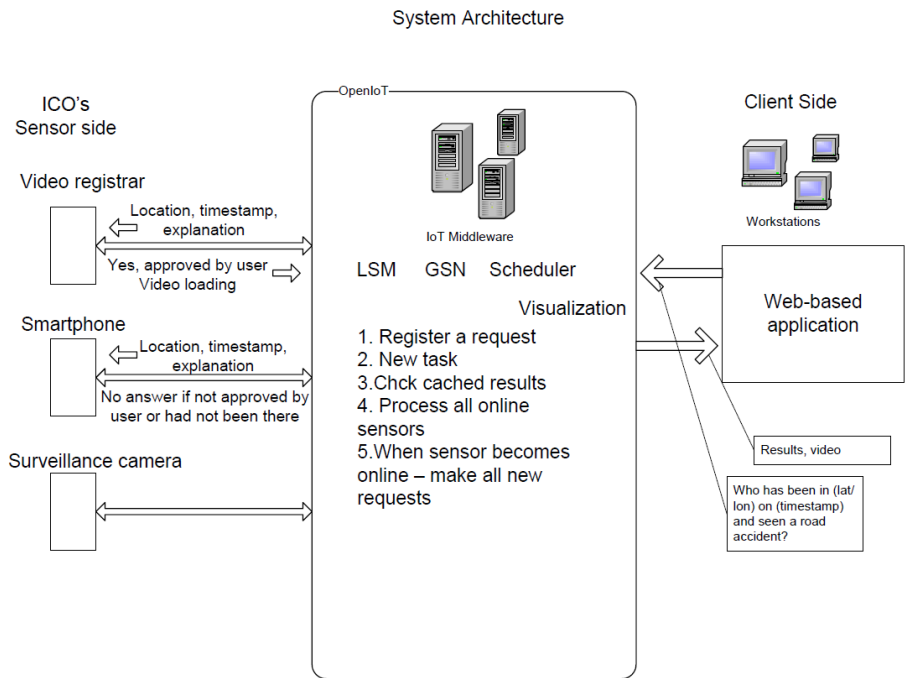 System Architecture
ICO's
Sensor side
Video registrar
Location, timestamp,
explanation
Yes, approved by user
Video loading
Smartphone
Location, timestamp,
explanation
No answer if not approved by
user or had not been there
Surveillance camera
OpenIoT
IoT Middleware
LSM GSN Scheduler
Visualization
1. Register a request
2. New task
3.Chck cached results
4. Process all online
sensors
5.When sensor becomes
online – make all new
requests
Client Side
Workstations
Web-based
application
Results, video
Who has been in (lat/
lon) on (timestamp)
and seen a road
accident?